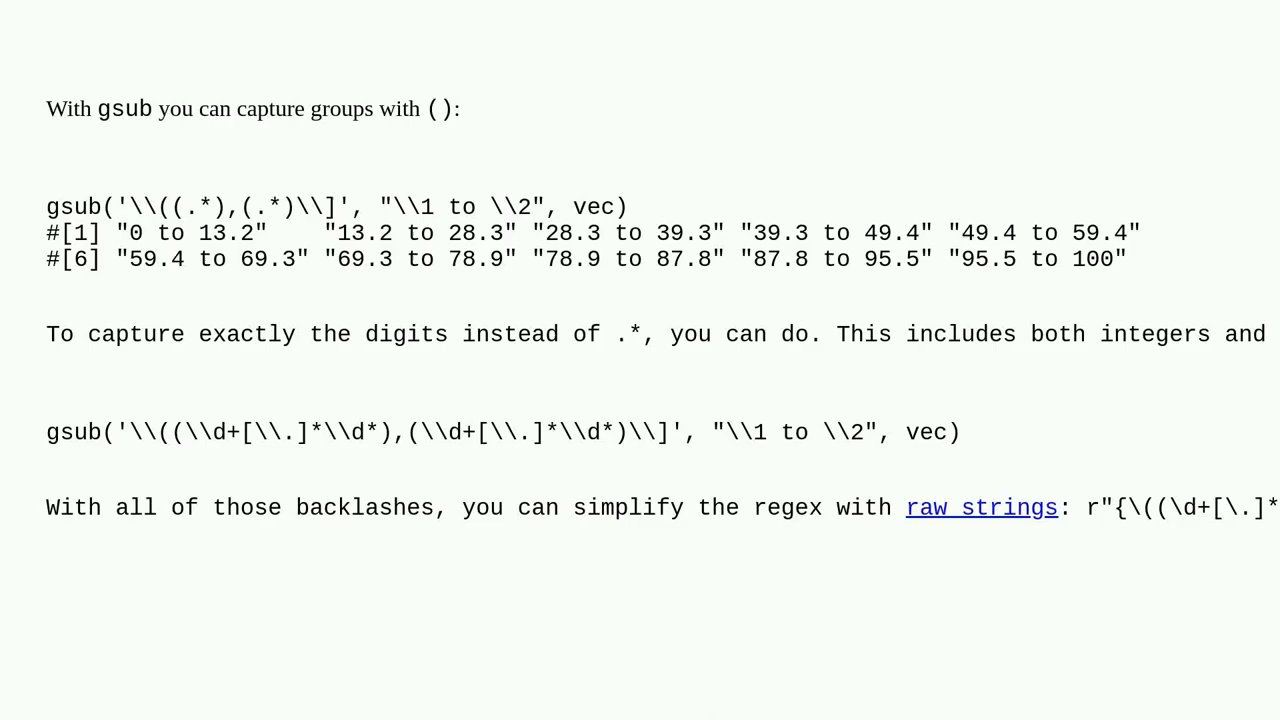 With gsub you can capture groups with ():
gsub('\\((.*),(.*)\\]', "\\1 to \\2", vec)
#[1] "0 to 13.2"    "13.2 to 28.3" "28.3 to 39.3" "39.3 to 49.4" "49.4 to 59.4"
#[6] "59.4 to 69.3" "69.3 to 78.9" "78.9 to 87.8" "87.8 to 95.5" "95.5 to 100"
To capture exactly the digits instead of .*, you can do. This includes both integers and
gsub('\\((\\d+[\\.]*\\d*),(\\d+[\\.]*\\d*)\\]', "\\1 to \\2", vec)
With all of those backlashes, you can simplify the regex with raw strings: r"{\((\d+[\.]*